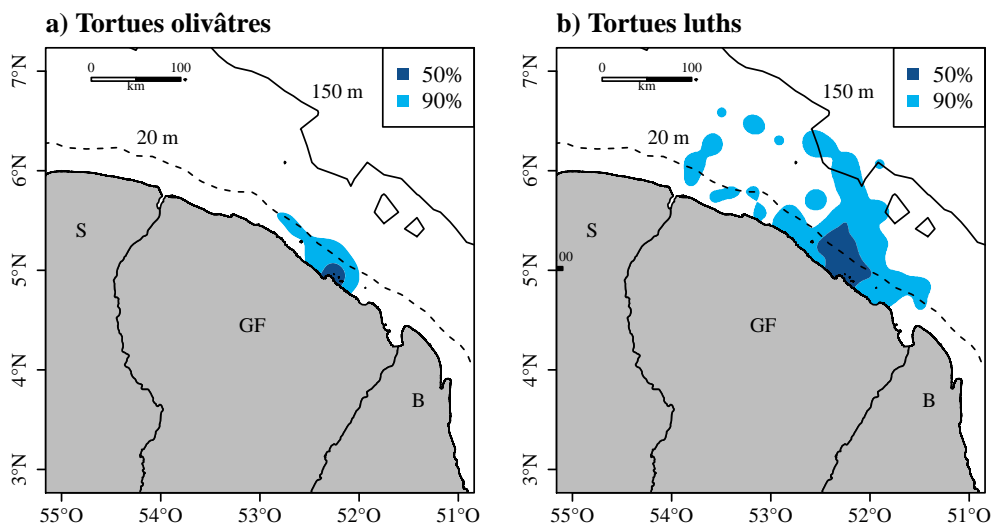 a) Tortues olivâtres
0 100
km
150 m
20 m
50%
90%
S
GF
B
7°N
6°N
5°N
4°N
3°N
55°O 54°O 53°O 52°O 51°O
b) Tortues luths
0 100
km
150 m
20 m
50%
90%
S
GF
B
00
7°N
6°N
5°N
4°N
3°N
55°O 54°O 53°O 52°O 51°O